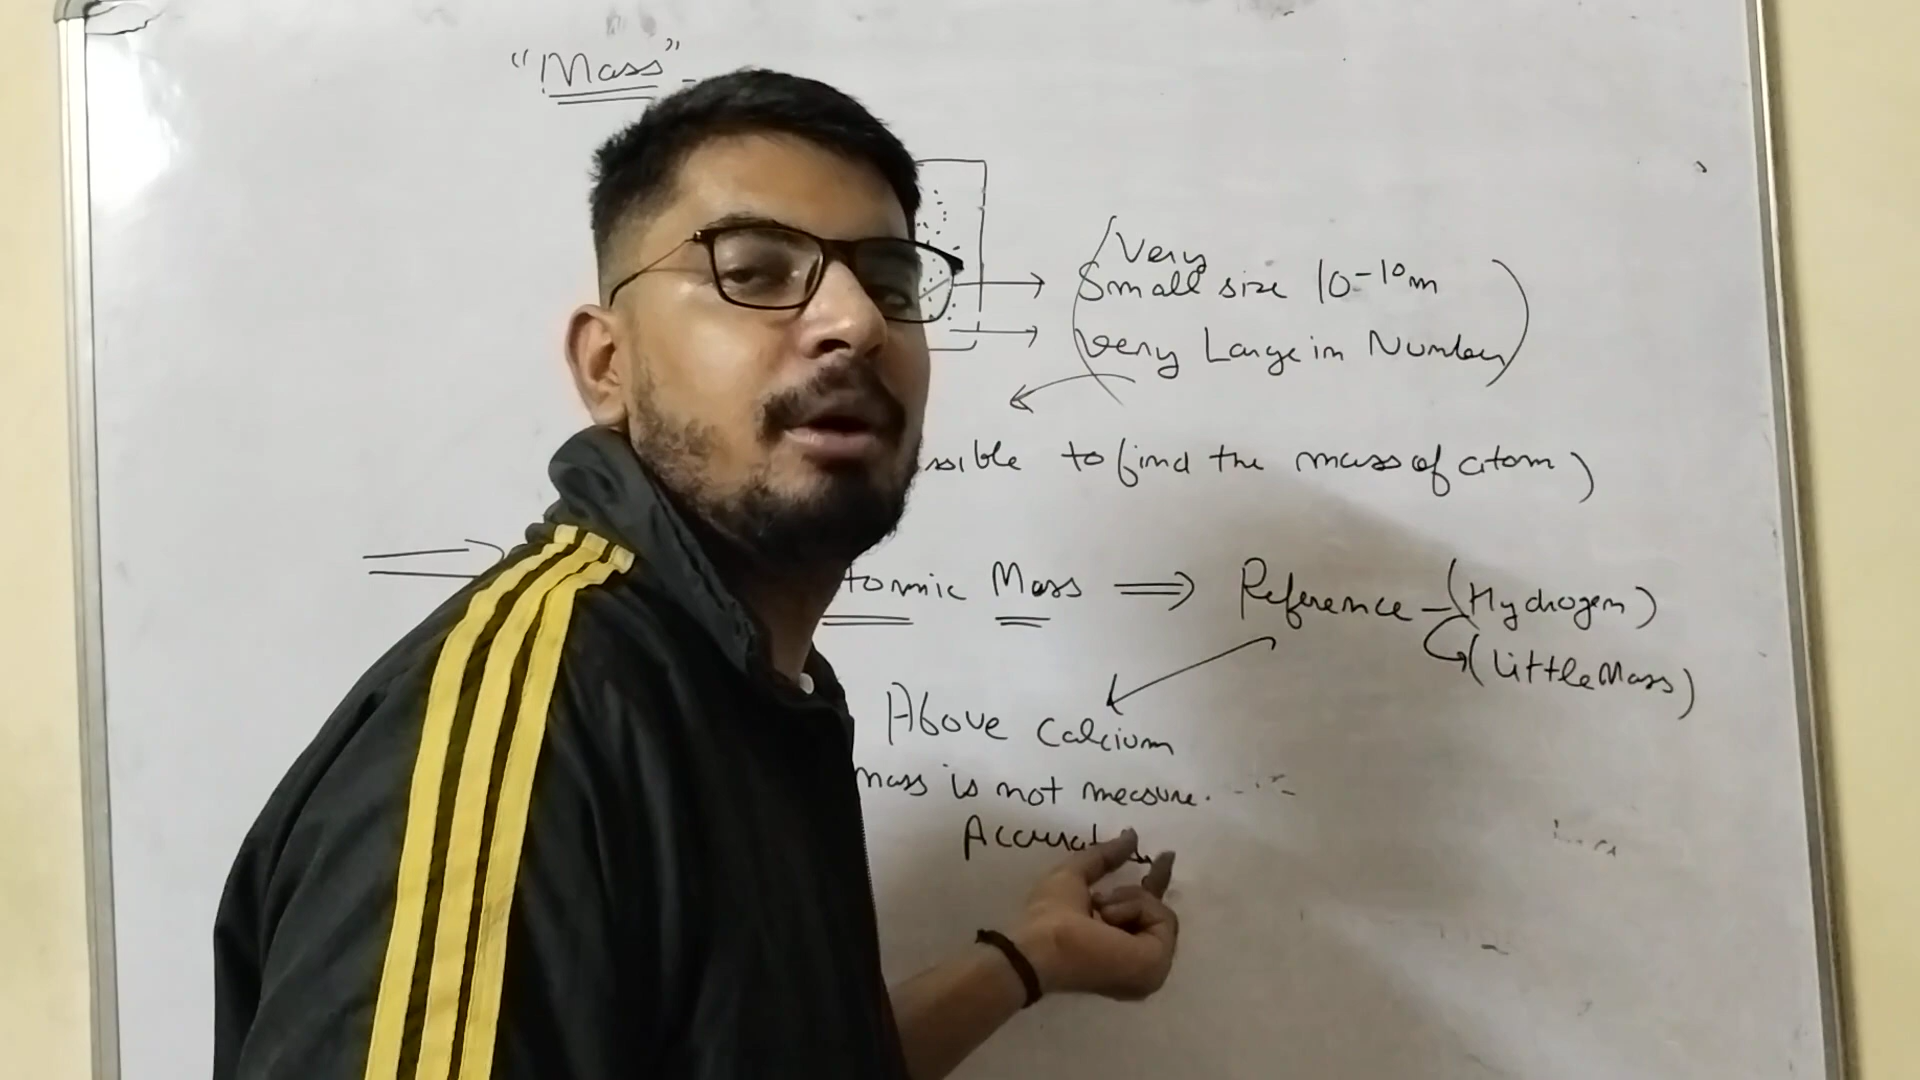 "Mass" -
Very
Small size 10-10m
very Large in Number
ssible to find the mass of atom)
tomic Mass ⇒ Reference - (Hydrogen)
(Little Mass)
Above Calcium
mass is not measure.